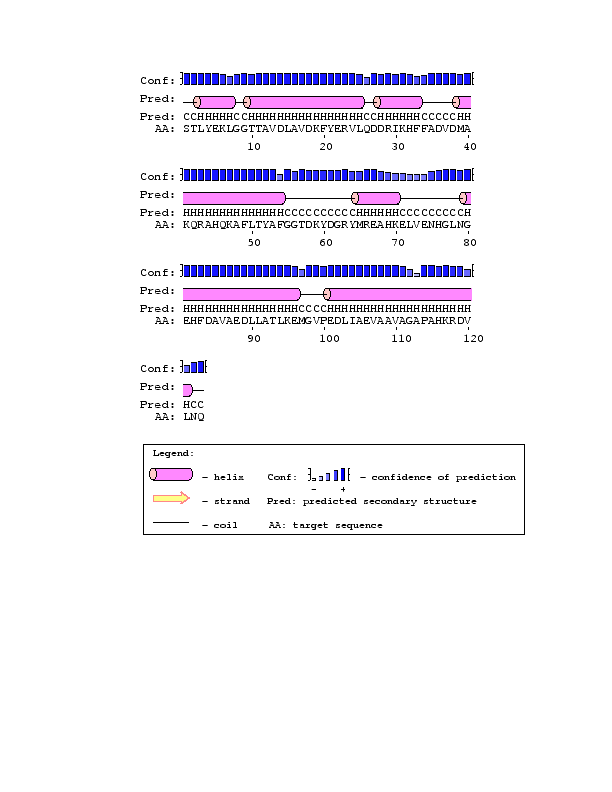 Conf:
Pred:
Pred: CCHHHHHCCHHHHHHHHHHHHHHHHCCHHHHHHCCCCCHH
AA: STLYEKLGGTTAVDLAVDKFYERVLQDDRIKHFFADVDMA
10 20 30 40
Conf:
Pred:
Pred: HHHHHHHHHHHHHHCCCCCCCCCCHHHHHHCCCCCCCCCH
AA: KQRAHQKAFLTYAFGGTDKYDGRYMREAHKELVENHGLNG
50 60 70 80
Conf:
Pred:
Pred: HHHHHHHHHHHHHHHHCCCCHHHHHHHHHHHHHHHHHHHH
AA: EHFDAVAEDLLATLKEMGVPEDLIAEVAAVAGAPAHKRDV
90 100 110 120
Conf:
Pred:
Pred: HCC
AA: LNQ
Legend:
– helix Conf: – confidence of prediction
– +
– strand Pred: predicted secondary structure
– coil AA: target sequence